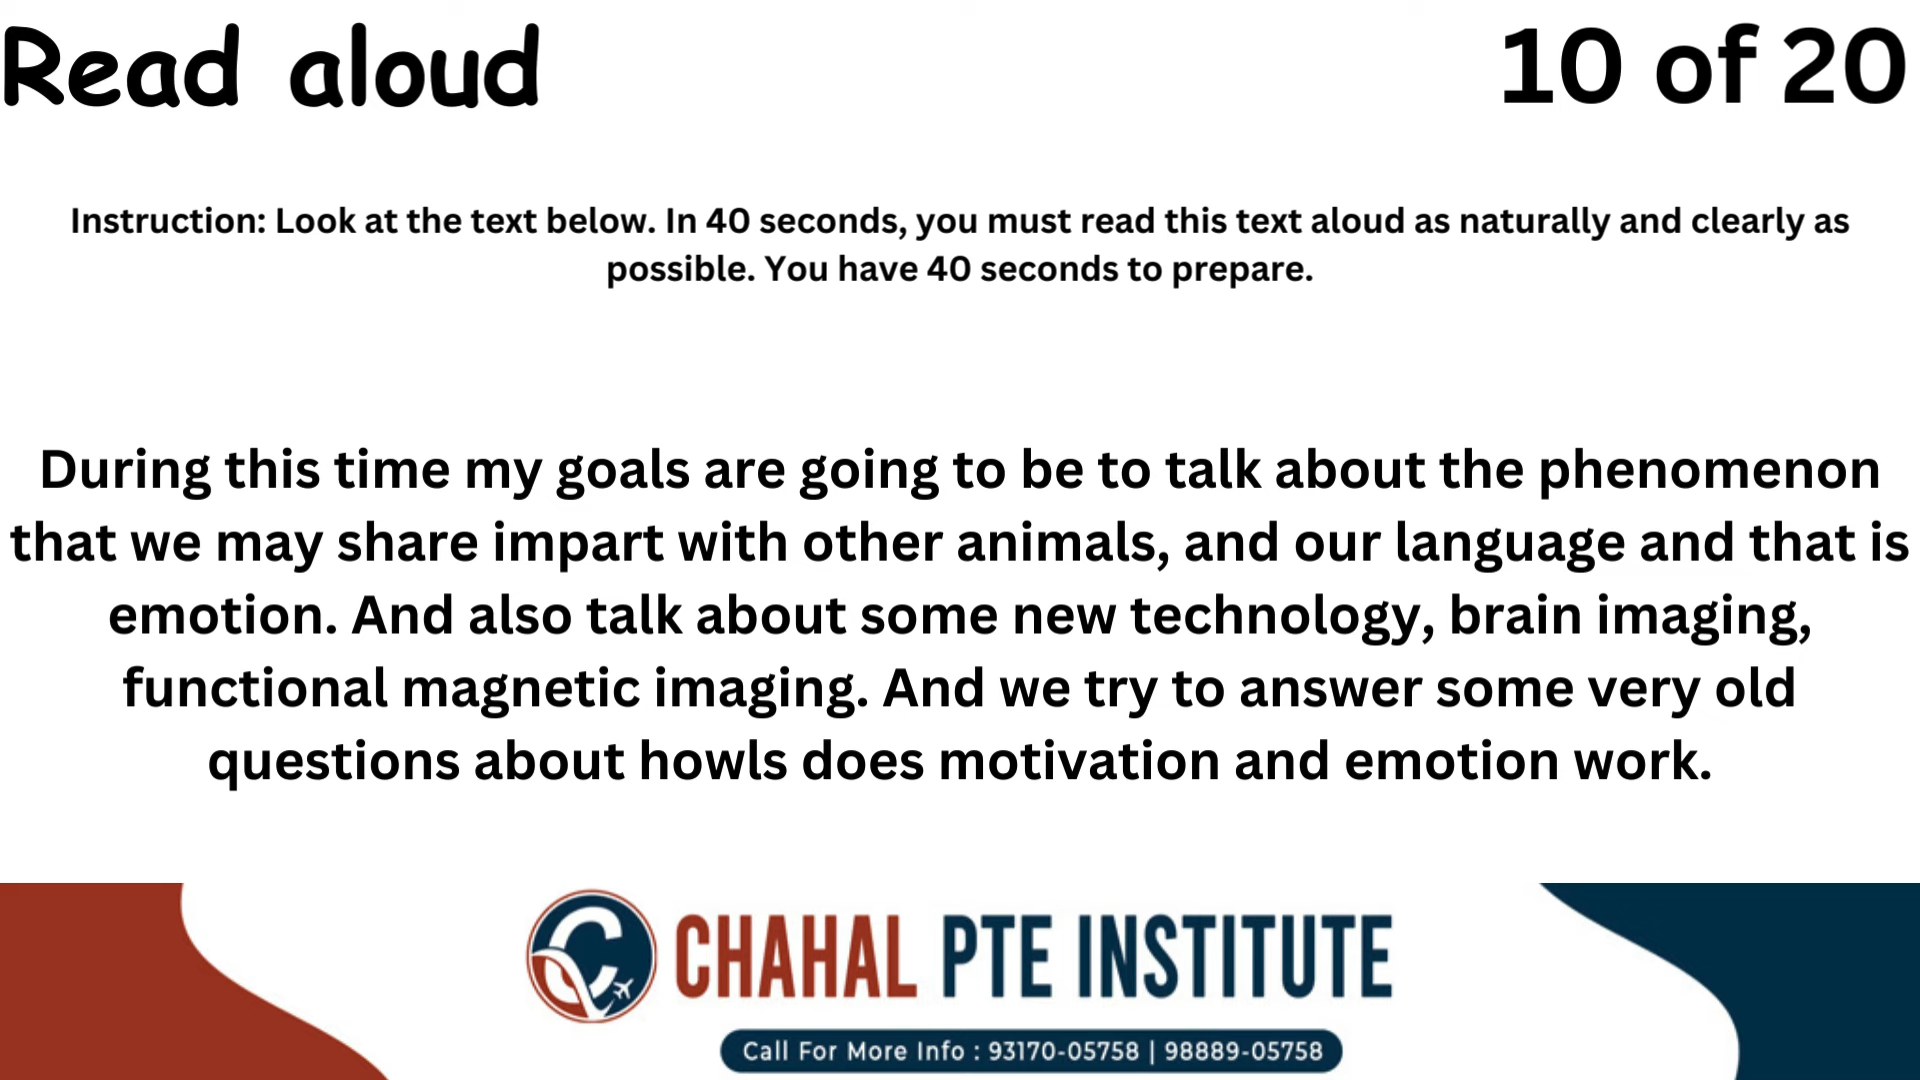 Read aloud
10 of 20
Instruction: Look at the text below. In 40 seconds, you must read this text aloud as naturally and clearly as
possible. You have 40 seconds to prepare.
During this time my goals are going to be to talk about the phenomenon
that we may share impart with other animals, and our language and that is
emotion. And also talk about some new technology, brain imaging,
functional magnetic imaging. And we try to answer some very old
questions about howls does motivation and emotion work.
CHAHAL PTE INSTITUTE
Call For More Info : 93170-05758 | 98889-05758